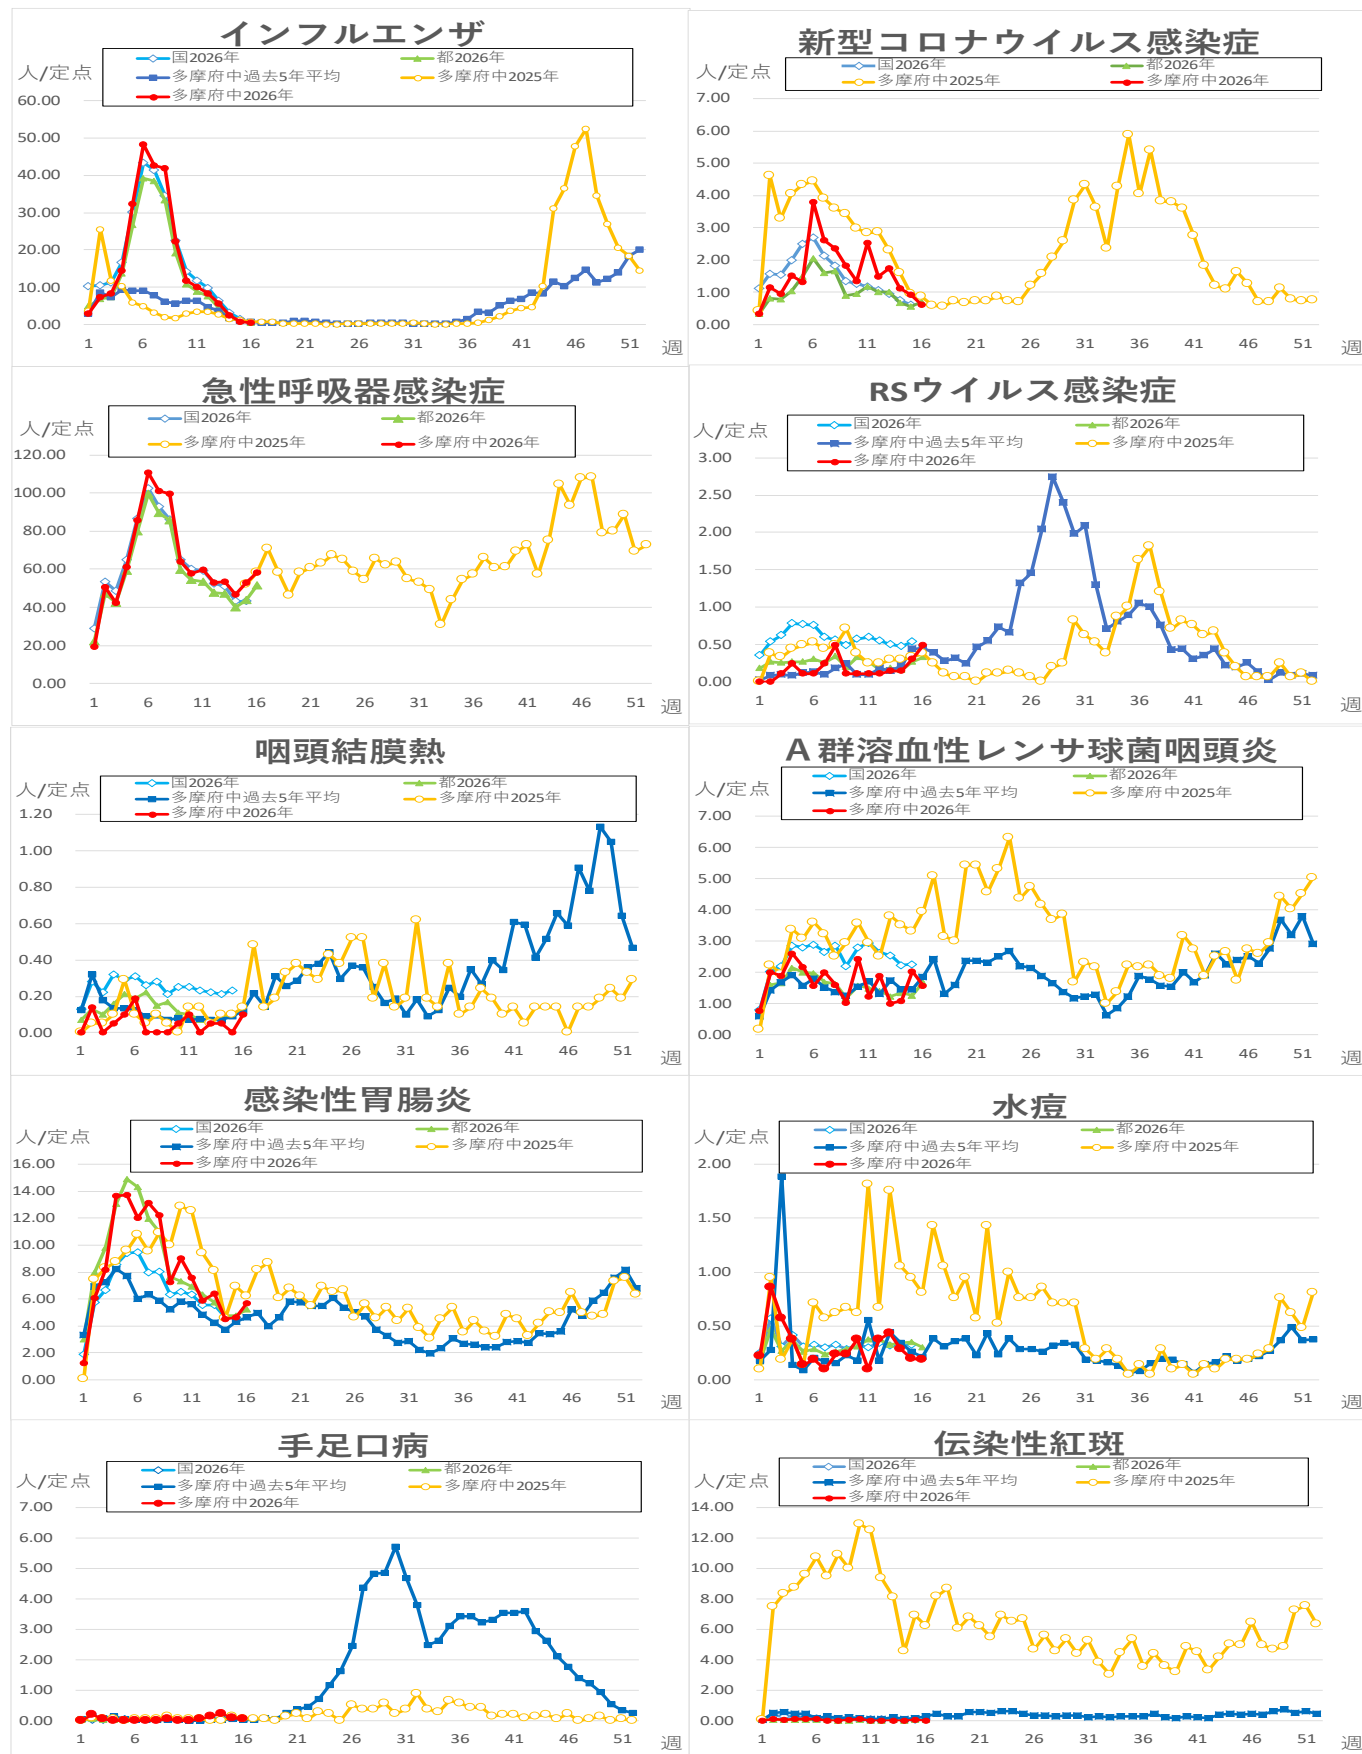 インフルエンザ
国2026年 都2026年
多摩府中過去5年平均 多摩府中2025年
多摩府中2026年
人/定点
60.00
50.00
40.00
30.00
20.00
10.00
0.00
1 6 11 16 21 26 31 36 41 46 51 週
新型コロナウイルス感染症
国2026年 都2026年
多摩府中2025年 多摩府中2026年
人/定点
7.00
6.00
5.00
4.00
3.00
2.00
1.00
0.00
1 6 11 16 21 26 31 36 41 46 51 週
急性呼吸器感染症
国2026年 都2026年
多摩府中2025年 多摩府中2026年
人/定点
120.00
100.00
80.00
60.00
40.00
20.00
0.00
1 6 11 16 21 26 31 36 41 46 51 週
RSウイルス感染症
国2026年 都2026年
多摩府中過去5年平均 多摩府中2025年
多摩府中2026年
人/定点
3.00
2.50
2.00
1.50
1.00
0.50
0.00
1 6 11 16 21 26 31 36 41 46 51 週
咽頭結膜熱
国2026年 都2026年
多摩府中過去5年平均 多摩府中2025年
多摩府中2026年
人/定点
1.20
1.00
0.80
0.60
0.40
0.20
0.00
1 6 11 16 21 26 31 36 41 46 51 週
A群溶血性レンサ球菌咽頭炎
国2026年 都2026年
多摩府中過去5年平均 多摩府中2025年
多摩府中2026年
人/定点
7.00
6.00
5.00
4.00
3.00
2.00
1.00
0.00
1 6 11 16 21 26 31 36 41 46 51 週
感染性胃腸炎
国2026年 都2026年
多摩府中過去5年平均 多摩府中2025年
多摩府中2026年
人/定点
16.00
14.00
12.00
10.00
8.00
6.00
4.00
2.00
0.00
1 6 11 16 21 26 31 36 41 46 51 週
水痘
国2026年 都2026年
多摩府中過去5年平均 多摩府中2025年
多摩府中2026年
人/定点
2.00
1.50
1.00
0.50
0.00
1 6 11 16 21 26 31 36 41 46 51 週
手足口病
国2026年 都2026年
多摩府中過去5年平均 多摩府中2025年
多摩府中2026年
人/定点
7.00
6.00
5.00
4.00
3.00
2.00
1.00
0.00
1 6 11 16 21 26 31 36 41 46 51 週
伝染性紅斑
国2026年 都2026年
多摩府中過去5年平均 多摩府中2025年
多摩府中2026年
人/定点
14.00
12.00
10.00
8.00
6.00
4.00
2.00
0.00
1 6 11 16 21 26 31 36 41 46 51 週